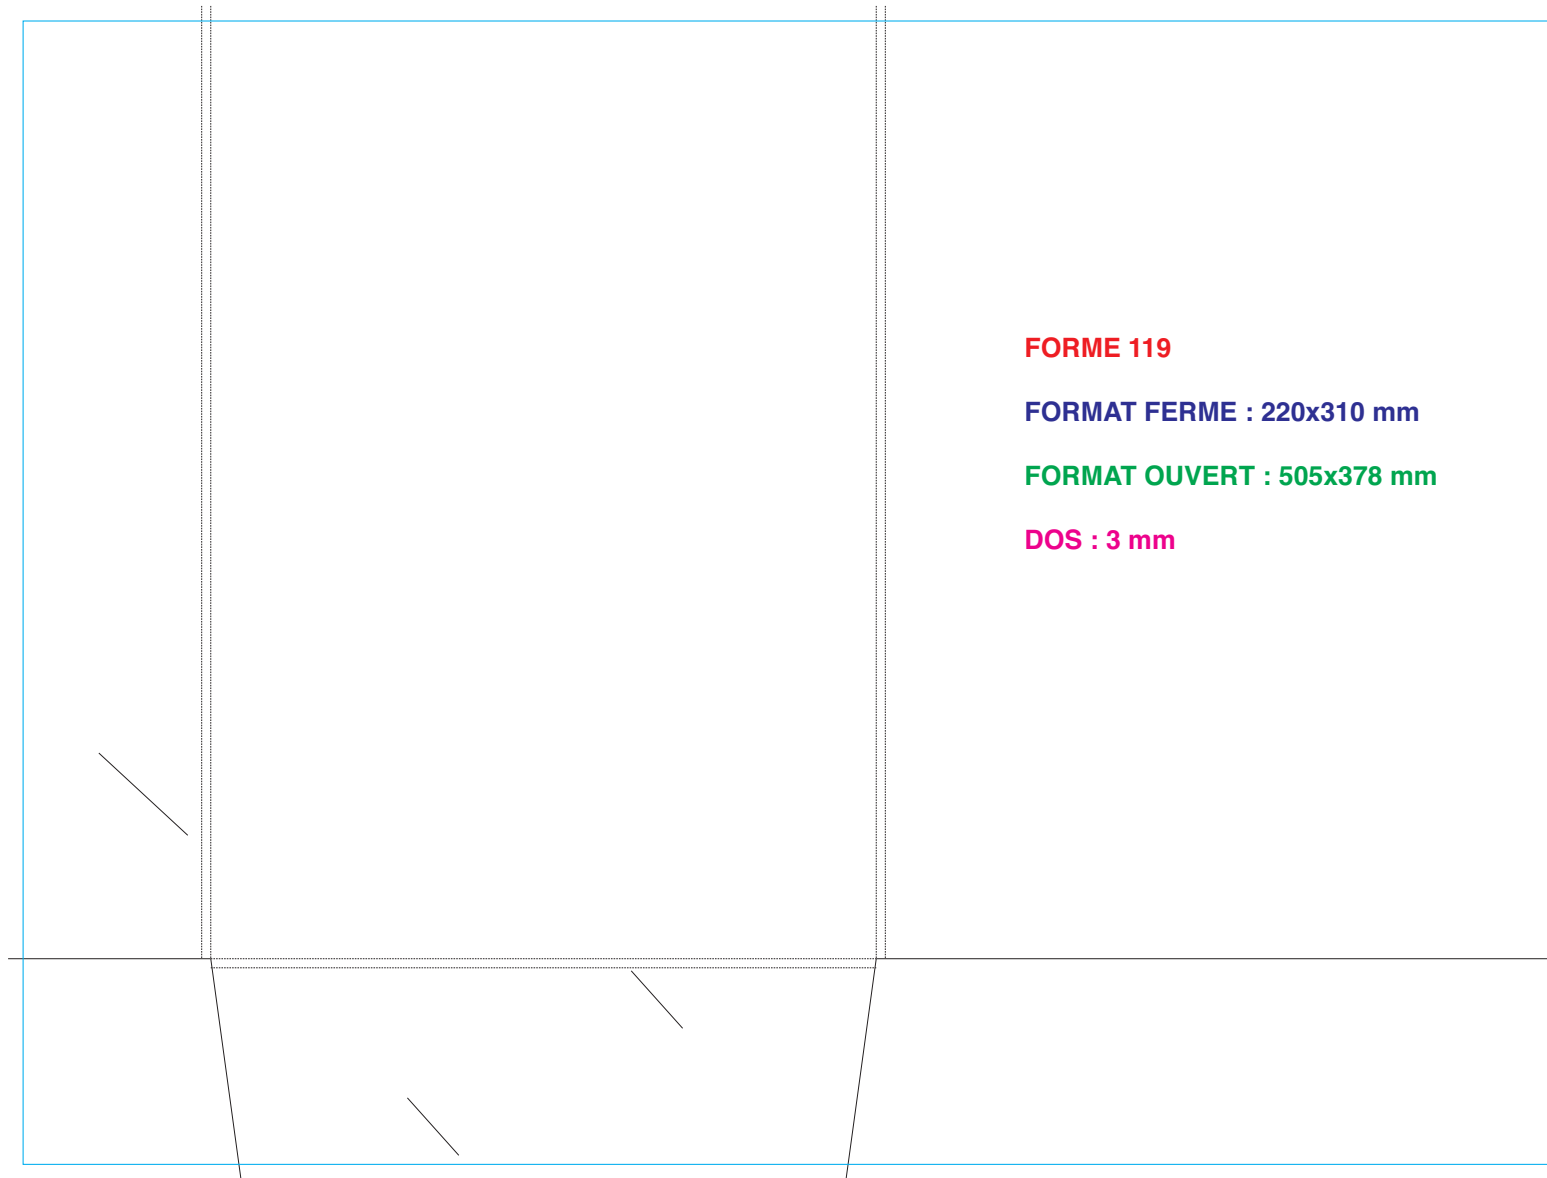 FORME 119
FORMAT FERME : 220x310 mm
FORMAT OUVERT : 505x378 mm
DOS : 3 mm